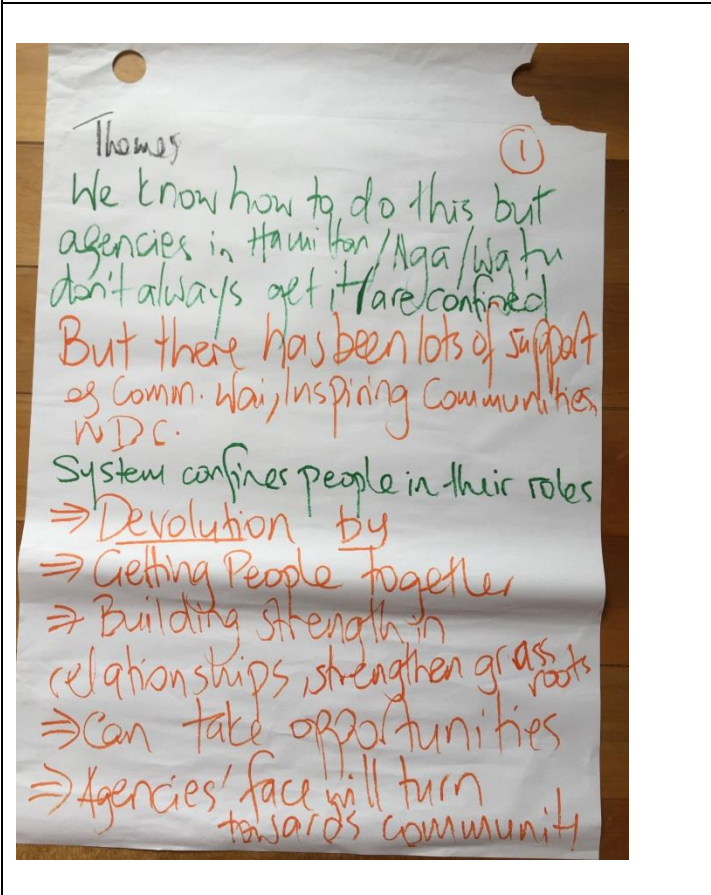 Themes
①
We know how to do this but
agencies in Hamilton/Nga/Wgtn
don't always get it/are confined
But there has been lots of support
eg Comm. Wai, Inspiring Communities,
WDC.
System confines people in their roles
⇒ Devolution by
⇒ Getting People together
⇒ Building strength in
relationships, strengthen grass
roots
⇒ Can take opportunities
⇒ Agencies' face will turn
towards community